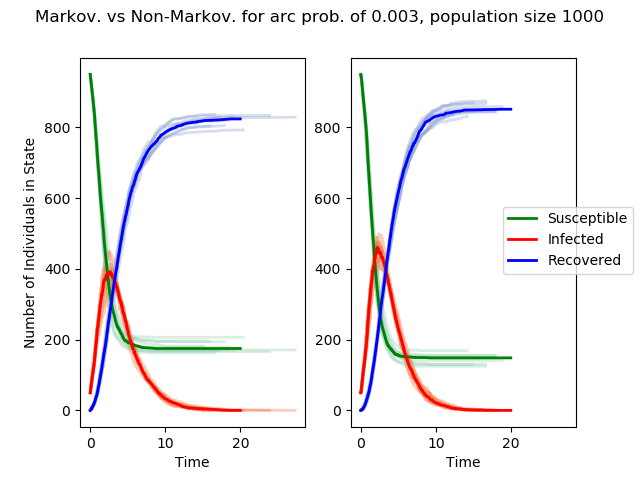 Markov. vs Non-Markov. for arc prob. of 0.003, population size 1000
Number of Individuals in State
800
600
400
200
0
0 10 20
Time
800
600
400
200
0
0 10 20
Time
Susceptible
Infected
Recovered